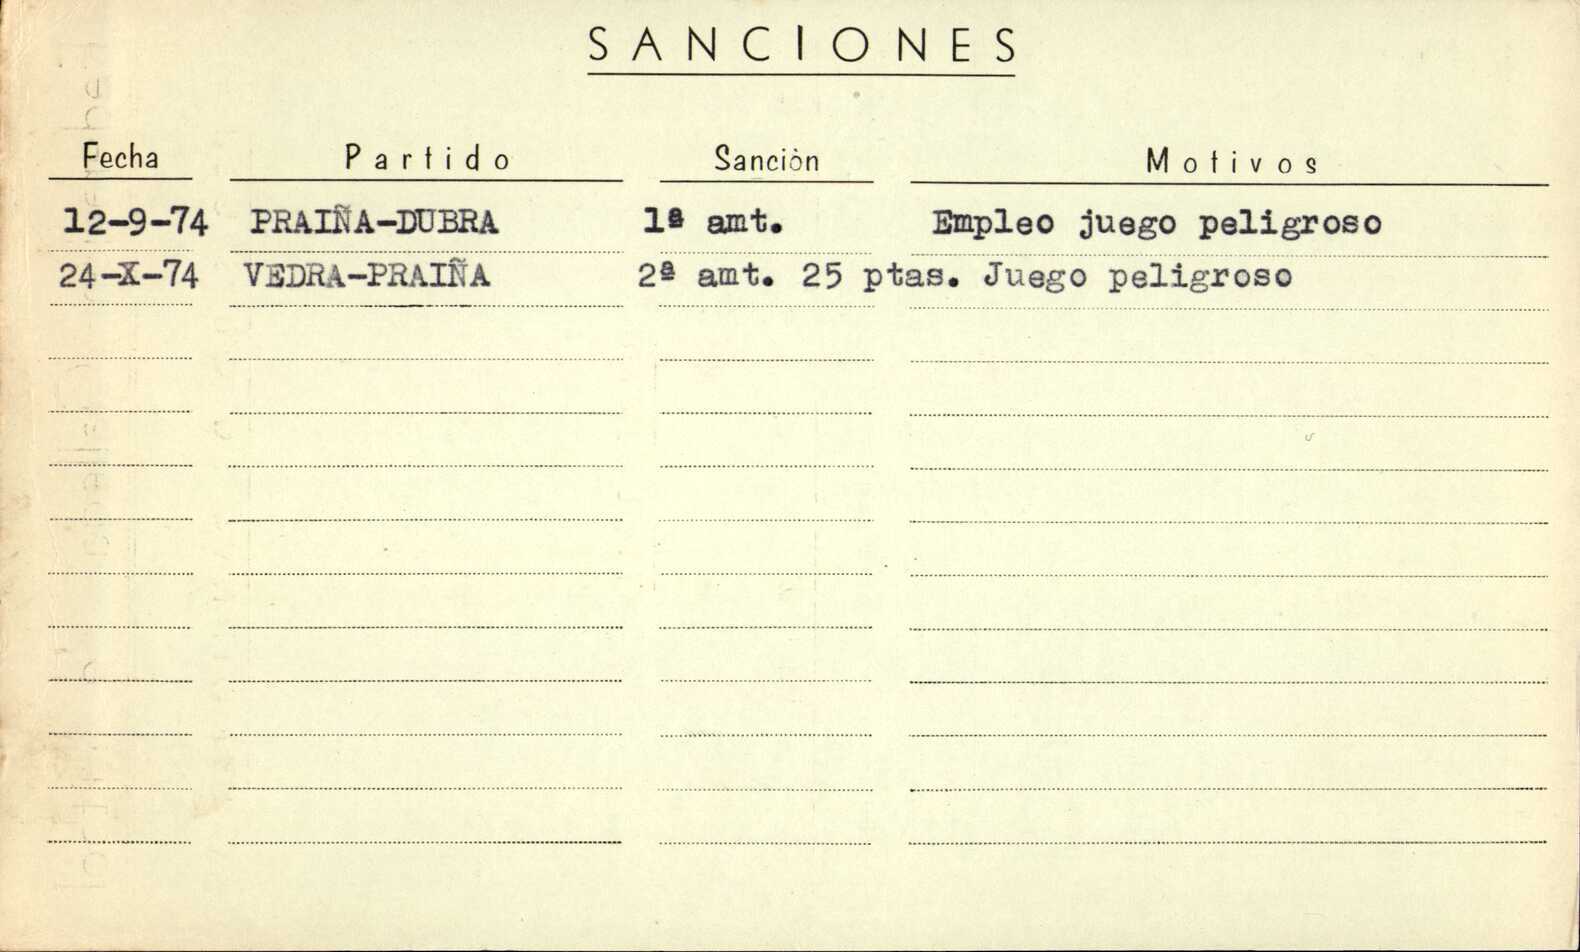 SANCIONES
Fecha Partido Sanción Motivos
12-9-74 PRAIÑA-DUBRA 1ª amt. Empleo juego peligroso
24-X-74 VEDRA-PRAIÑA 2ª amt. 25 ptas. Juego peligroso